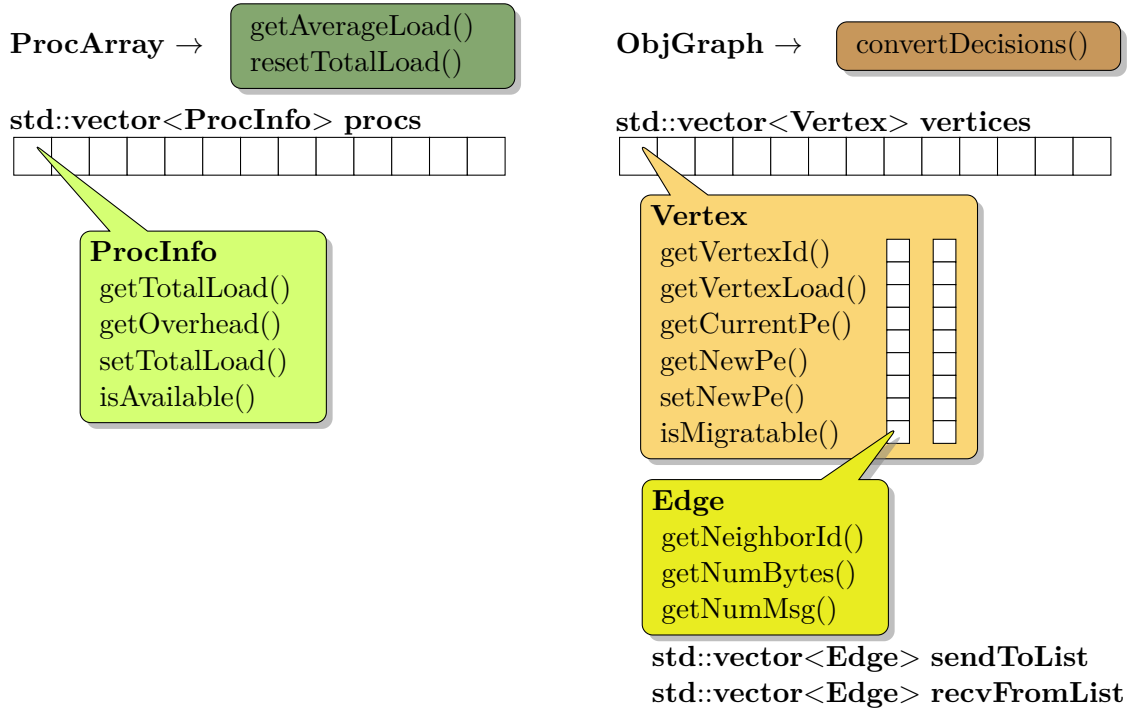 ProcArray →
getAverageLoad()
resetTotalLoad()
std::vector<ProcInfo> procs
ProcInfo
getTotalLoad()
getOverhead()
setTotalLoad()
isAvailable()
ObjGraph →
convertDecisions()
std::vector<Vertex> vertices
Vertex
getVertexId()
getVertexLoad()
getCurrentPe()
getNewPe()
setNewPe()
isMigratable()
Edge
getNeighborId()
getNumBytes()
getNumMsg()
std::vector<Edge> sendToList
std::vector<Edge> recvFromList